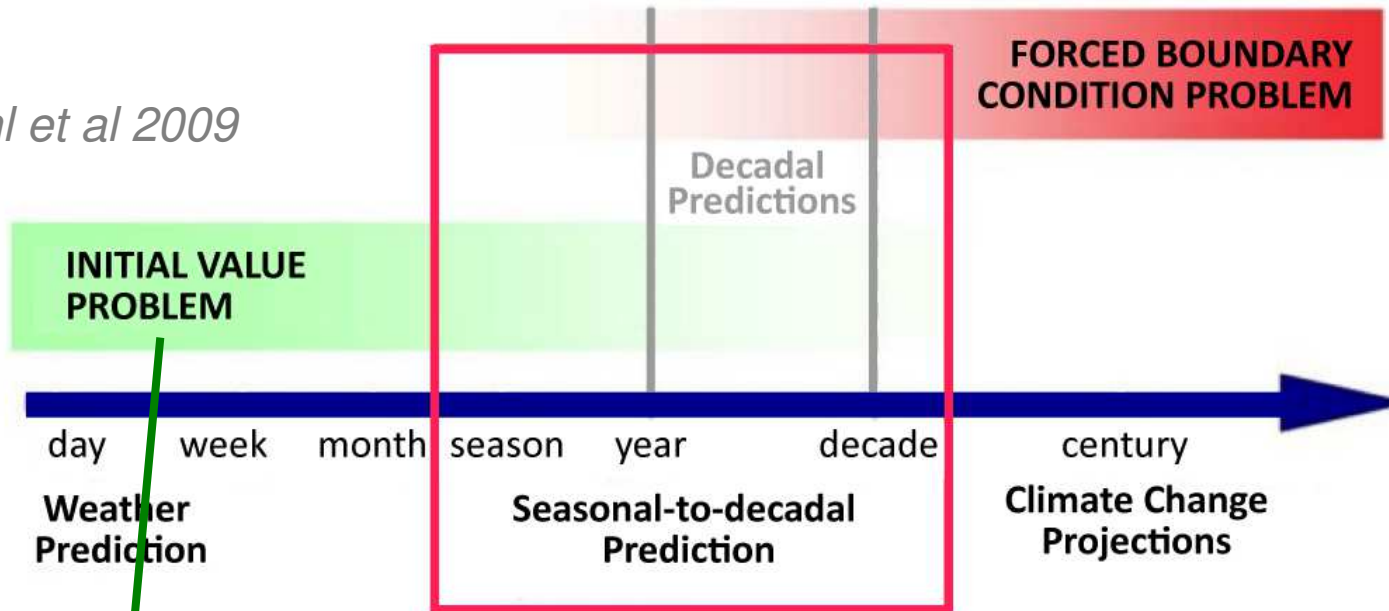 FORCED BOUNDARY
CONDITION PROBLEM
et al 2009
Decadal
Predictions
INITIAL VALUE
PROBLEM
day week month season year decade century
Weather
Prediction
Seasonal-to-decadal
Prediction
Climate Change
Projections